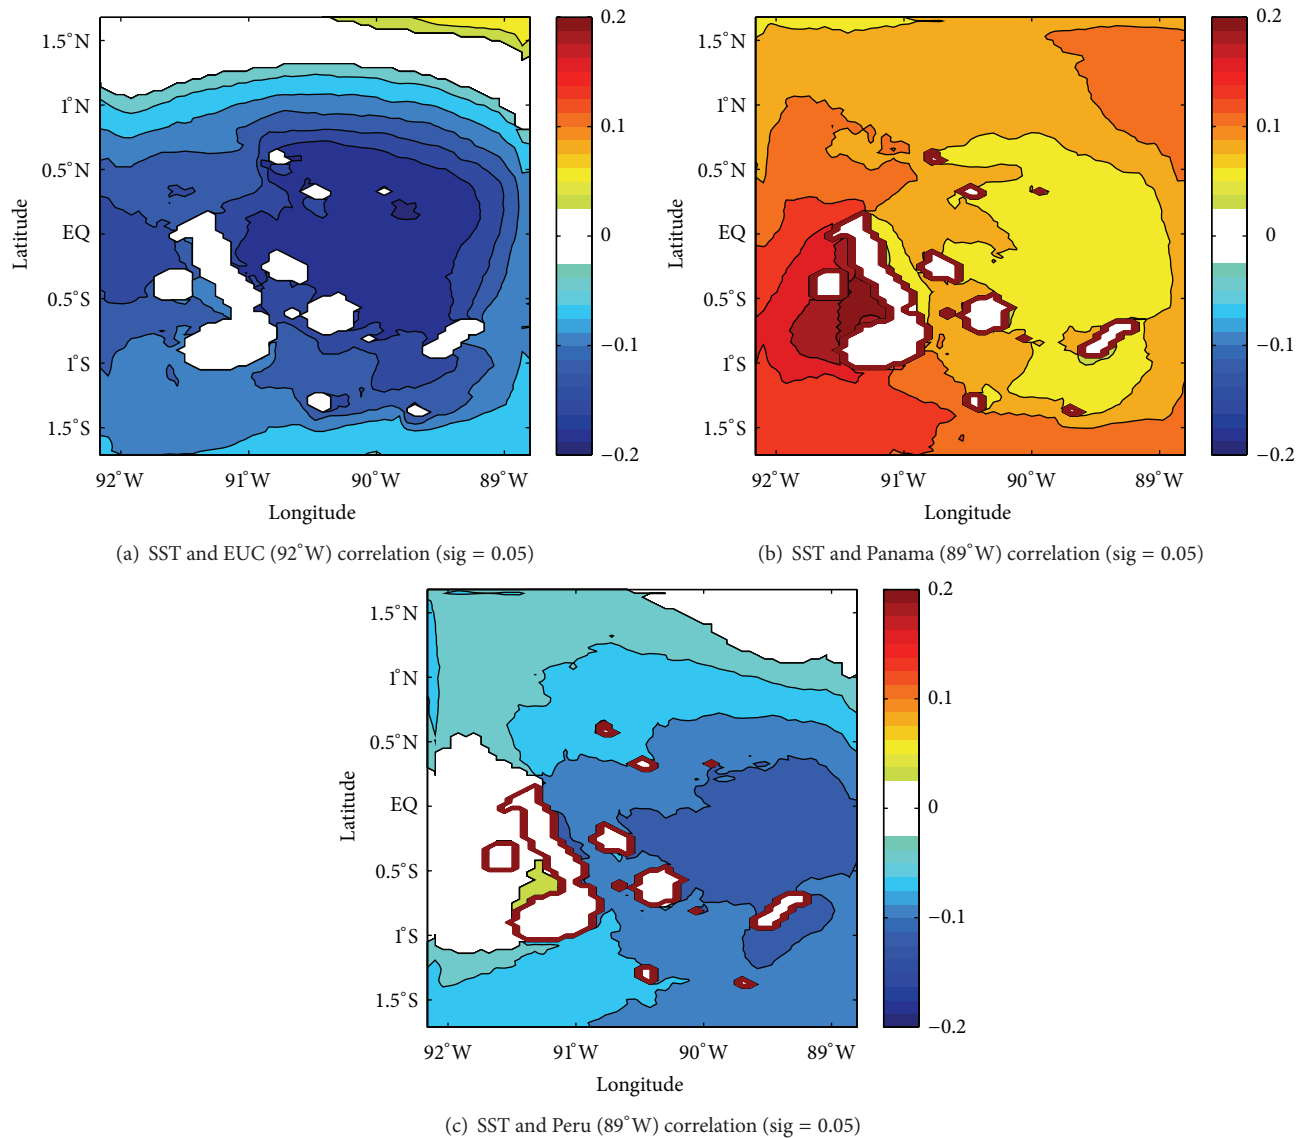 1.5°N
1°N
0.5°N
EQ
0.5°S
1°S
1.5°S
Latitude
92°W
91°W
90°W
89°W
Longitude
0.2
0.1
0
−0.1
−0.2
(a) SST and EUC (92°W) correlation (sig = 0.05)
1.5°N
1°N
0.5°N
EQ
0.5°S
1°S
1.5°S
Latitude
92°W
91°W
90°W
89°W
Longitude
0.2
0.1
0
−0.1
−0.2
(b) SST and Panama (89°W) correlation (sig = 0.05)
1.5°N
1°N
0.5°N
EQ
0.5°S
1°S
1.5°S
Latitude
92°W
91°W
90°W
89°W
Longitude
0.2
0.1
0
−0.1
−0.2
(c) SST and Peru (89°W) correlation (sig = 0.05)